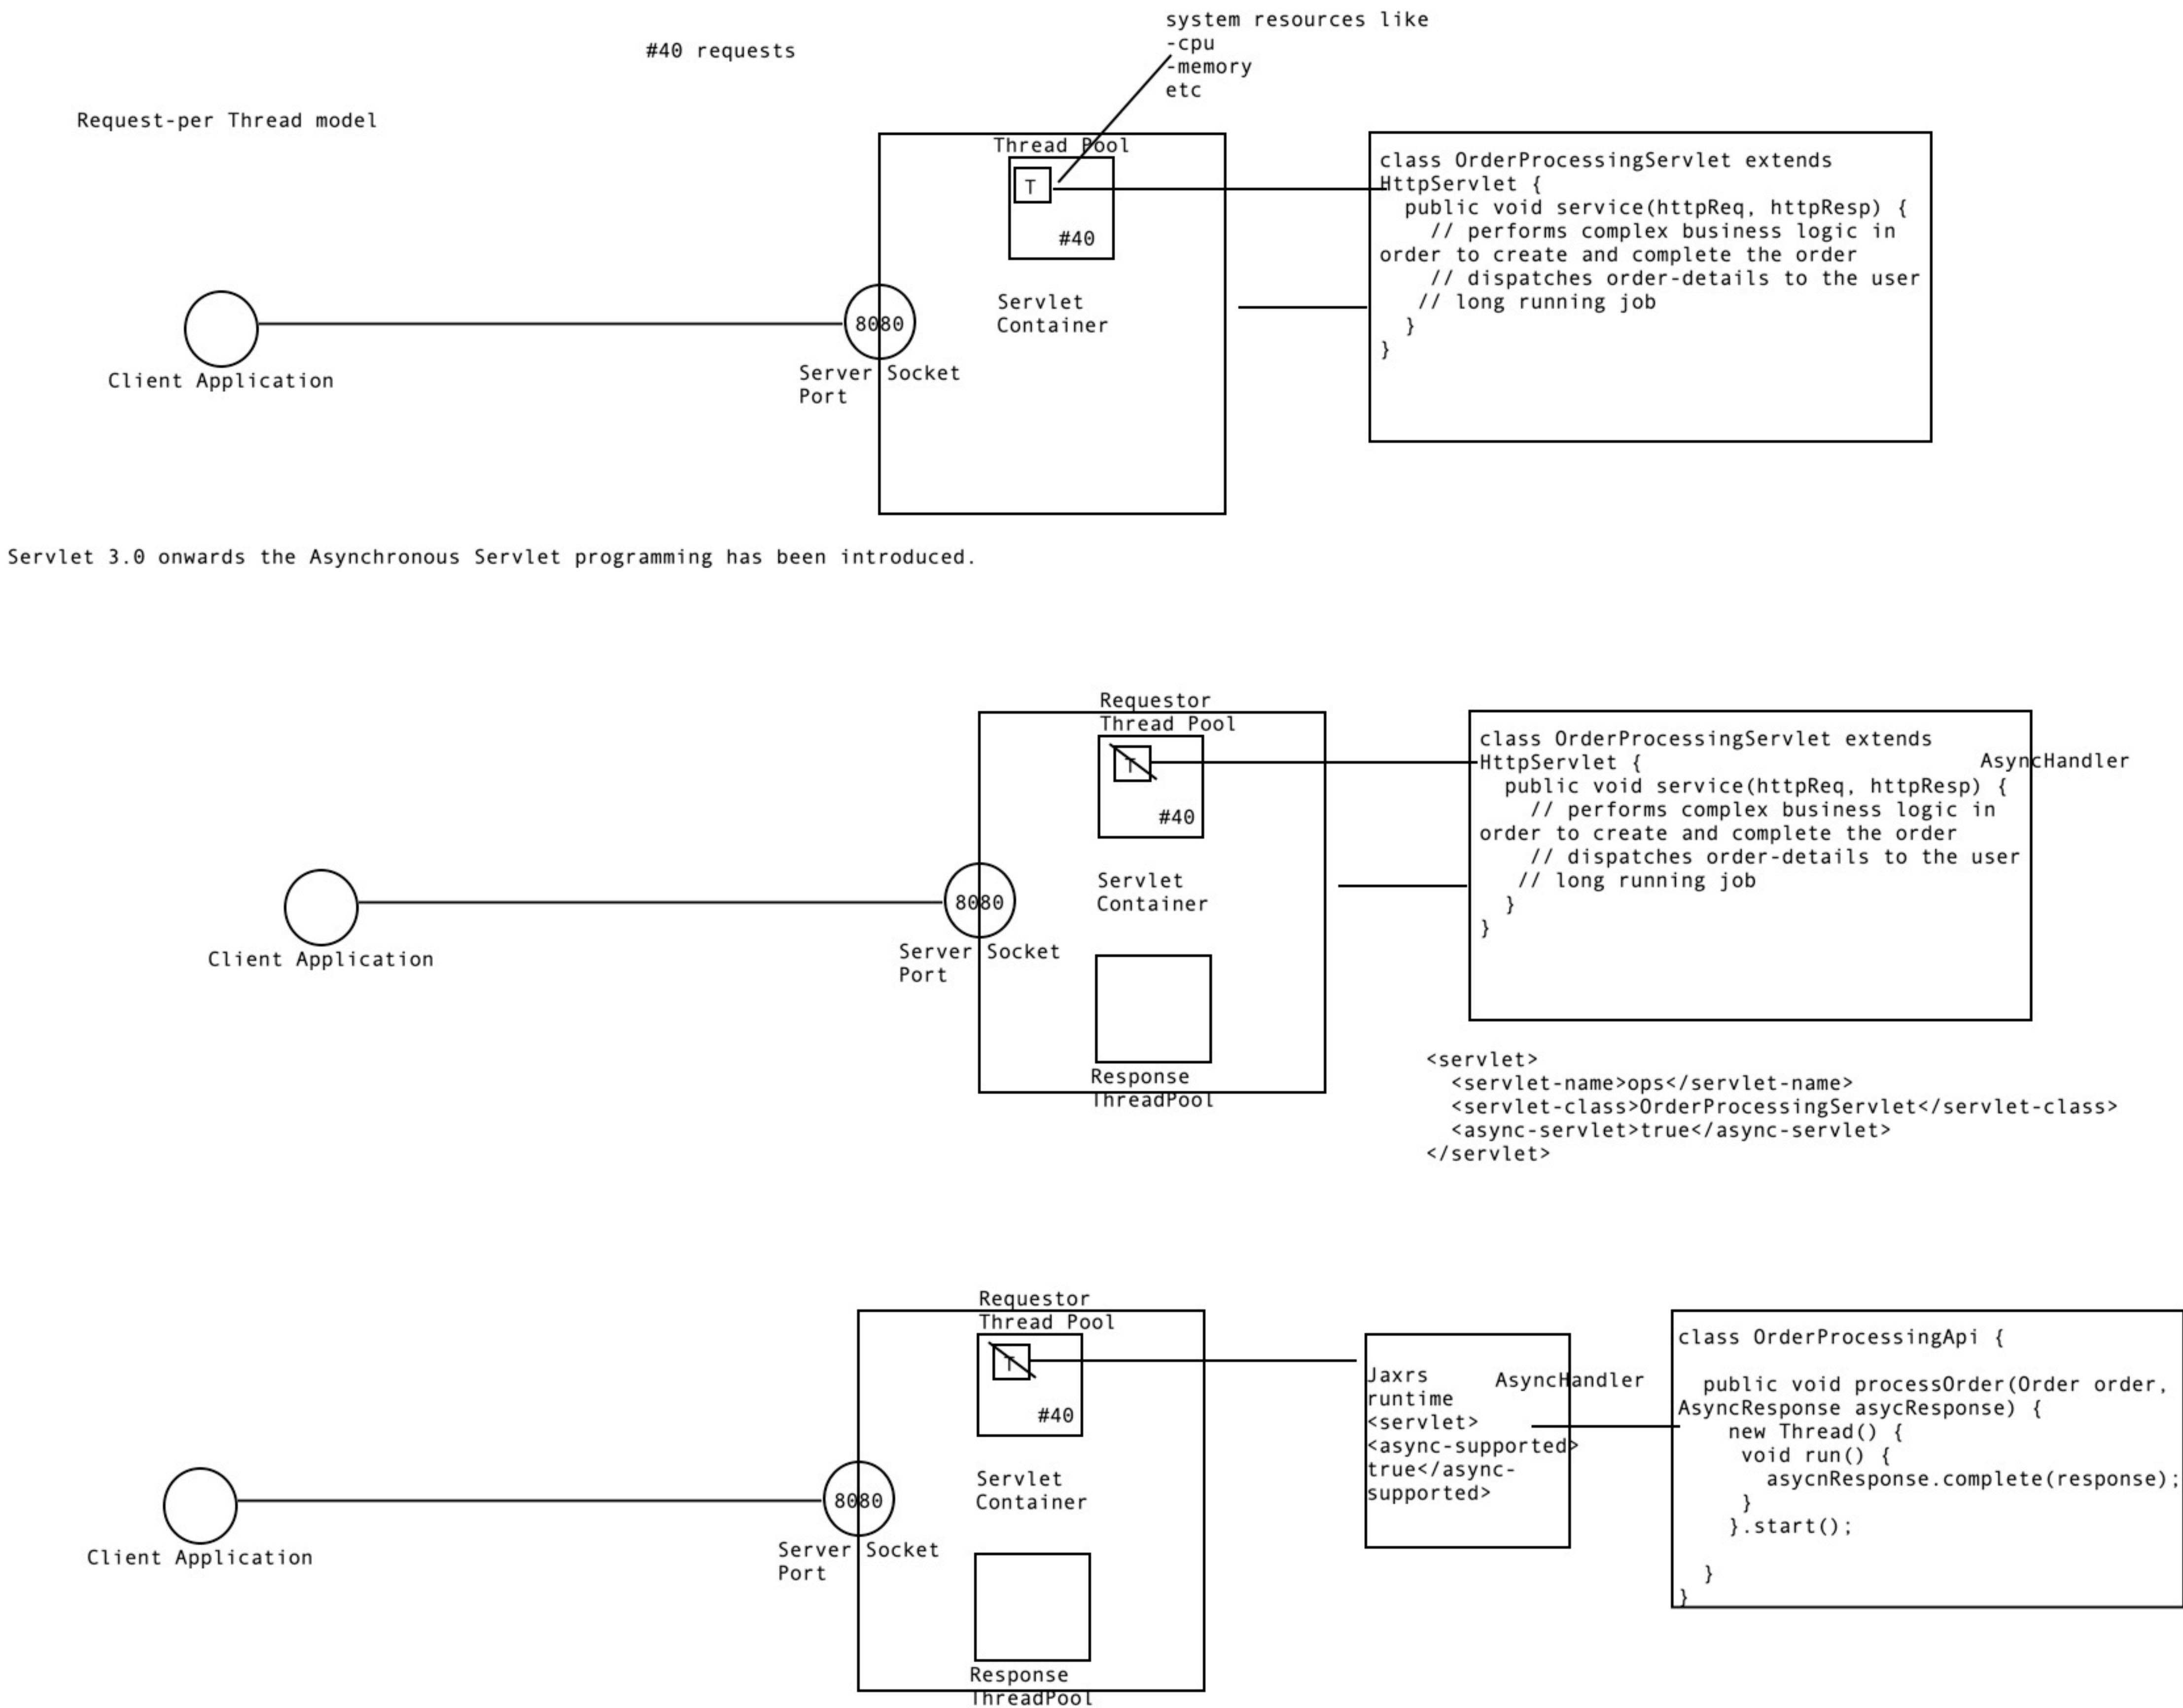 system resources like
-cpu
-memory
etc
#40 requests
Request-per Thread model
Thread Pool
T
#40
Servlet
Container
8080
Server Socket
Port
Client Application
class OrderProcessingServlet extends
HttpServlet {
public void service(httpReq, httpResp) {
// performs complex business logic in
order to create and complete the order
// dispatches order-details to the user
// long running job
}
}
Servlet 3.0 onwards the Asynchronous Servlet programming has been introduced.
Requestor
Thread Pool
T
#40
Servlet
Container
8080
Server Socket
Port
Client Application
Response
ThreadPool
class OrderProcessingServlet extends
HttpServlet {
public void service(httpReq, httpResp) {
// performs complex business logic in
order to create and complete the order
// dispatches order-details to the user
// long running job
}
}
AsyncHandler
<servlet>
<servlet-name>ops</servlet-name>
<servlet-class>OrderProcessingServlet</servlet-class>
<async-servlet>true</async-servlet>
</servlet>
Requestor
Thread Pool
T
#40
Servlet
Container
8080
Server Socket
Port
Client Application
Response
ThreadPool
Jaxrs
runtime
<servlet>
<async-supported>
true</async-
supported>
AsyncHandler
class OrderProcessingApi {
public void processOrder(Order order,
AsyncResponse asycResponse) {
new Thread() {
void run() {
asycnResponse.complete(response);
}
}.start();
}
}